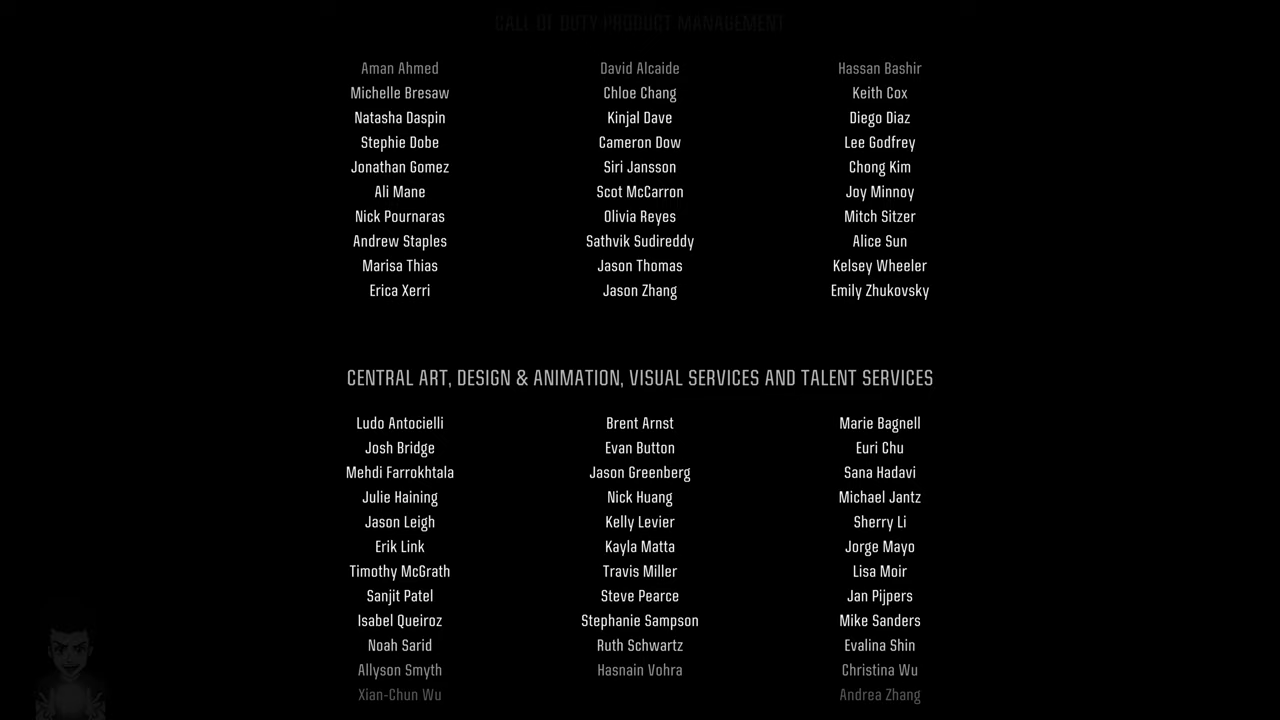 CALL OF DUTY PRODUCT MANAGEMENT
Aman Ahmed David Alcaide Hassan Bashir
Michelle Bresaw Chloe Chang Keith Cox
Natasha Daspin Kinjal Dave Diego Diaz
Stephie Dobe Cameron Dow Lee Godfrey
Jonathan Gomez Siri Jansson Chong Kim
Ali Mane Scot McCarron Joy Minnoy
Nick Pournaras Olivia Reyes Mitch Sitzer
Andrew Staples Sathvik Sudireddy Alice Sun
Marisa Thias Jason Thomas Kelsey Wheeler
Erica Xerri Jason Zhang Emily Zhukovsky
CENTRAL ART, DESIGN & ANIMATION, VISUAL SERVICES AND TALENT SERVICES
Ludo Antocielli Brent Arnst Marie Bagnell
Josh Bridge Evan Button Euri Chu
Mehdi Farrokhtala Jason Greenberg Sana Hadavi
Julie Haining Nick Huang Michael Jantz
Jason Leigh Kelly Levier Sherry Li
Erik Link Kayla Matta Jorge Mayo
Timothy McGrath Travis Miller Lisa Moir
Sanjit Patel Steve Pearce Jan Pijpers
Isabel Queiroz Stephanie Sampson Mike Sanders
Noah Sarid Ruth Schwartz Evalina Shin
Allyson Smyth Hasnain Vohra Christina Wu
Xian-Chun Wu Andrea Zhang